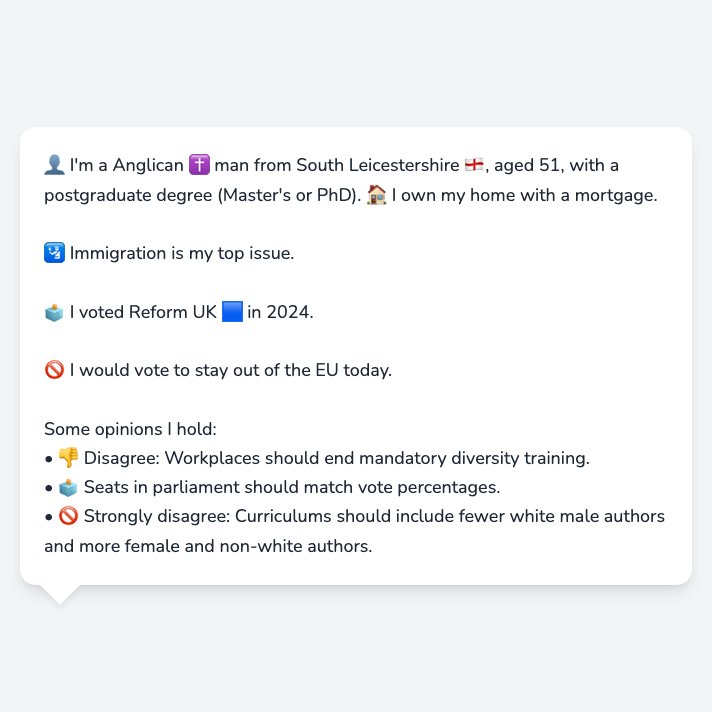 👤 I'm a Anglican ✝️ man from South Leicestershire 🏴󠁧󠁢󠁥󠁮󠁧󠁿, aged 51, with a
postgraduate degree (Master's or PhD). 🏠 I own my home with a mortgage.
🛂 Immigration is my top issue.
🗳️ I voted Reform UK 🟦 in 2024.
🚫 I would vote to stay out of the EU today.
Some opinions I hold:
• 👎 Disagree: Workplaces should end mandatory diversity training.
• 🗳️ Seats in parliament should match vote percentages.
• 🚫 Strongly disagree: Curriculums should include fewer white male authors
and more female and non-white authors.